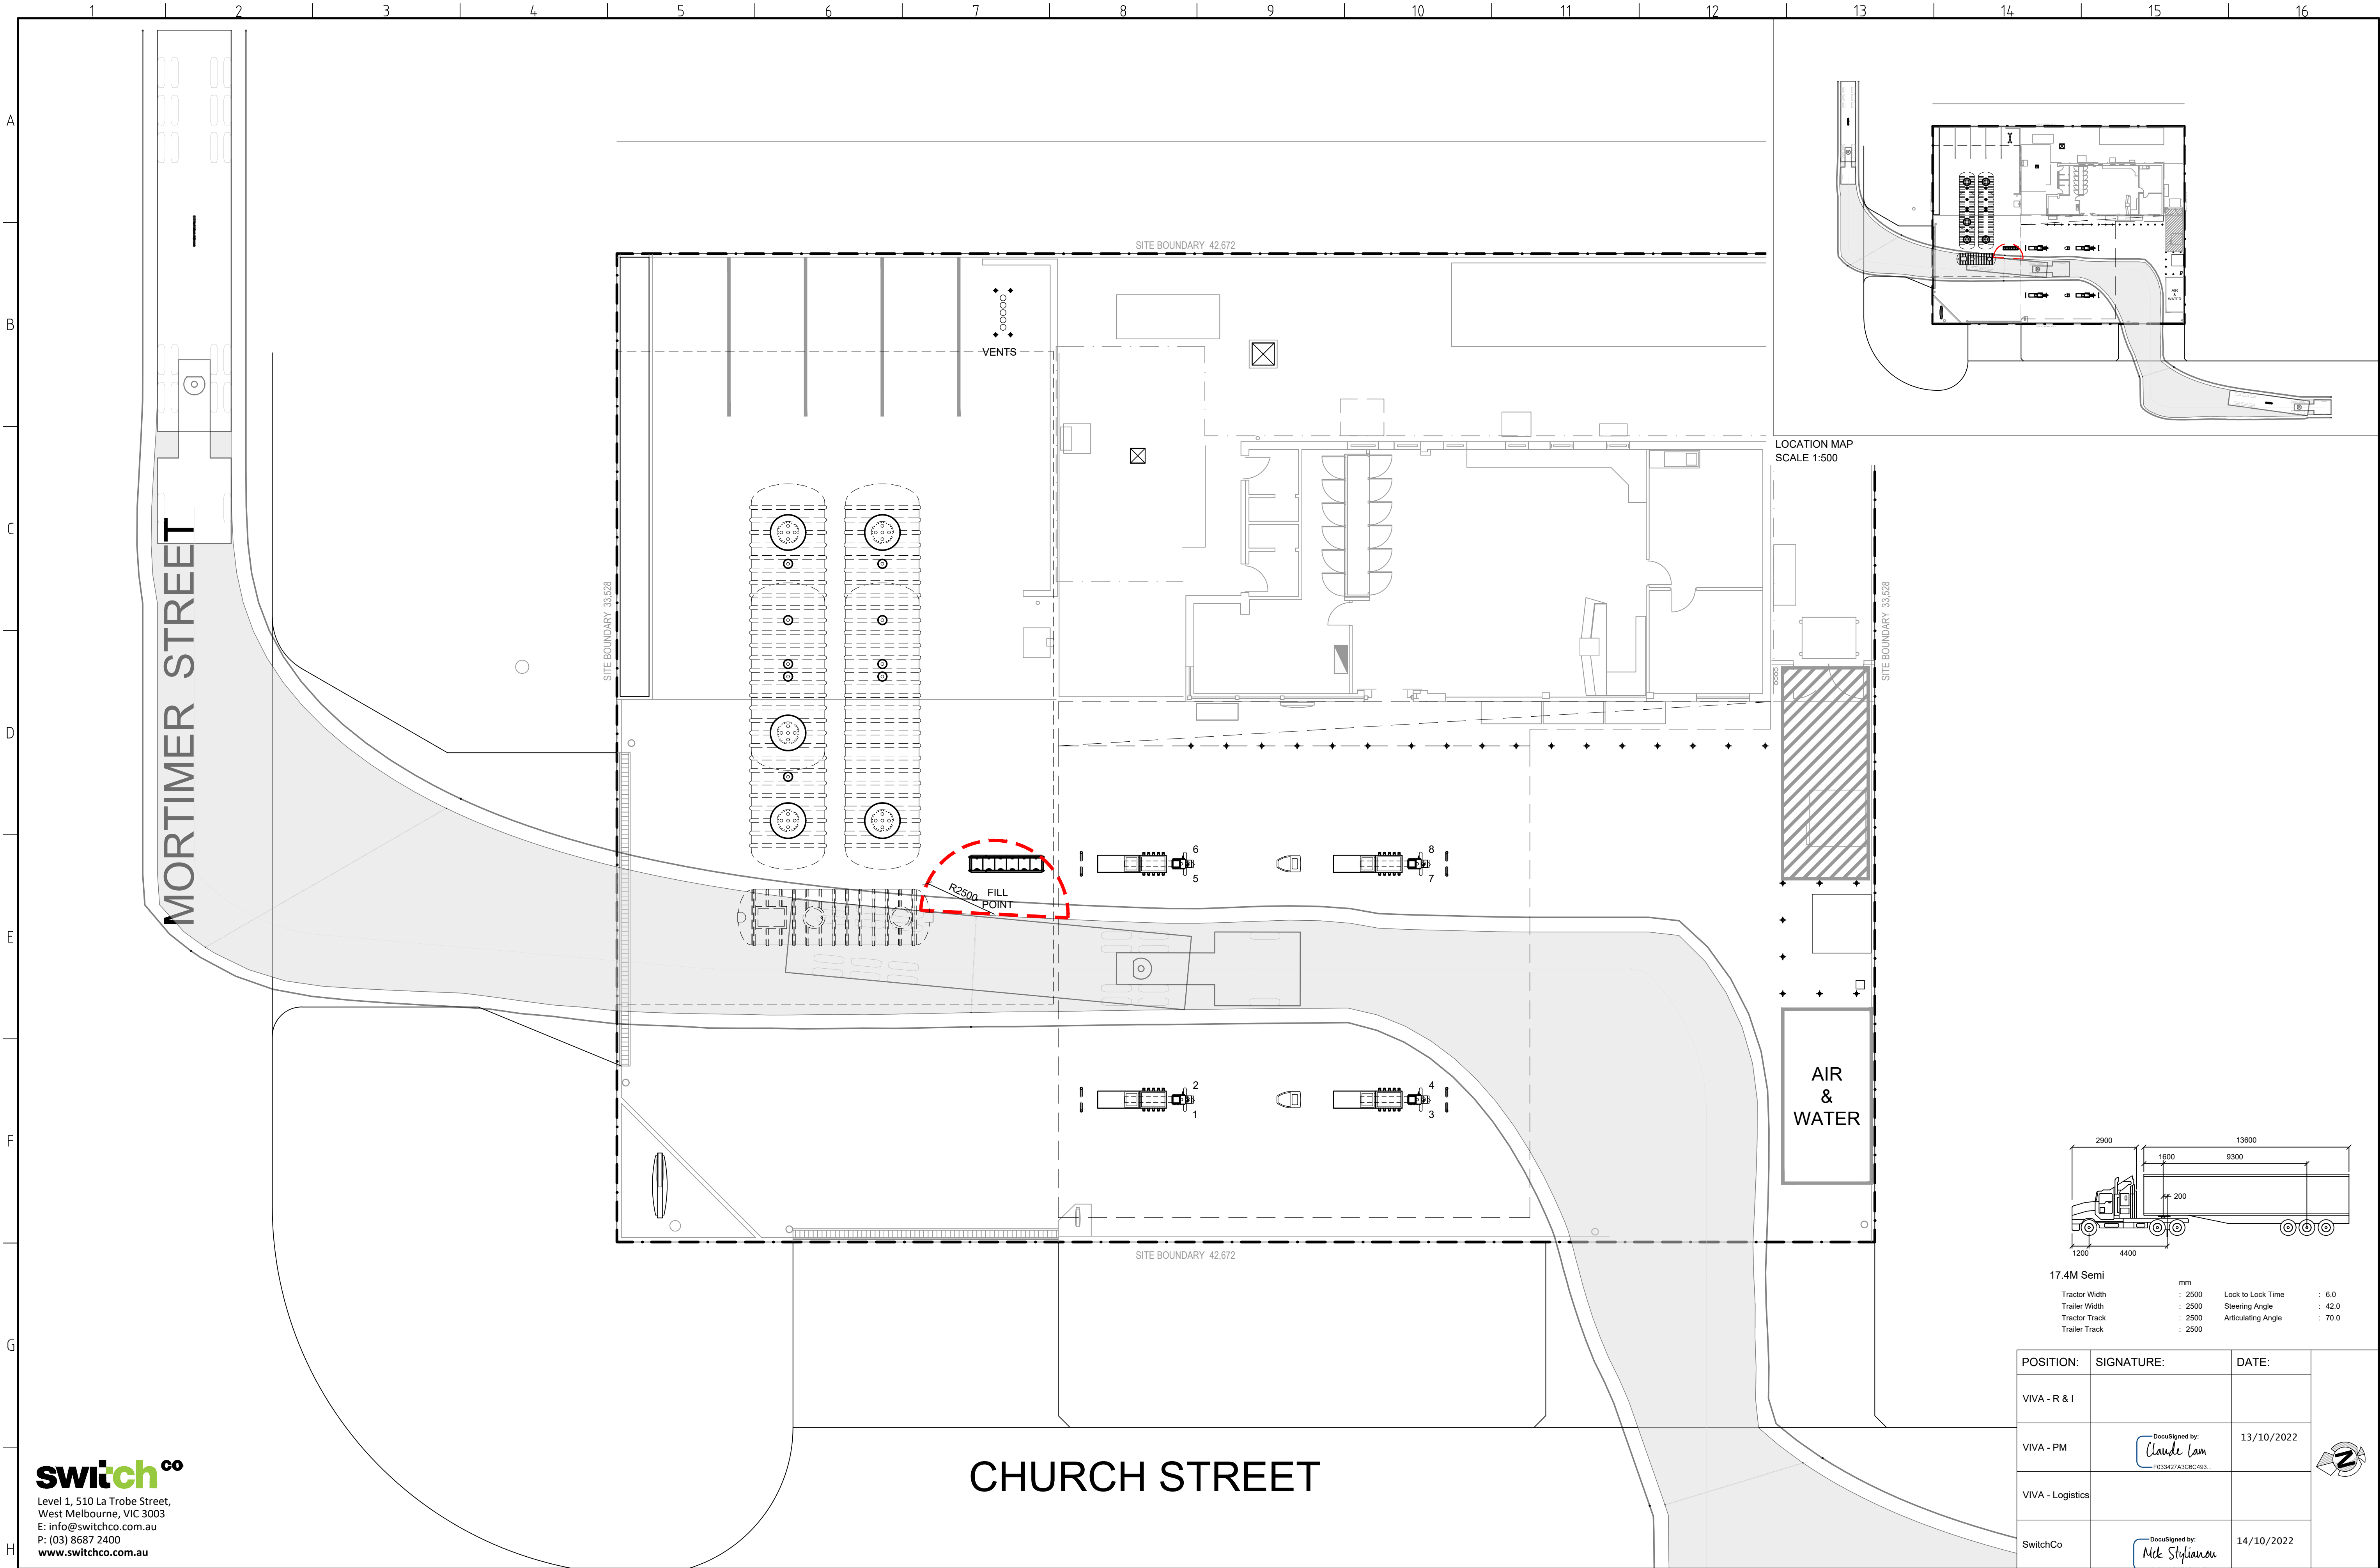 1 2 3 4 5 6 7 8 9 10 11 12 13 14 15 16
A
B
C
D
E
F
G
H
SITE BOUNDARY 42,672
VENTS
AIR
&
WATER
LOCATION MAP
SCALE 1:500
MORTIMER STREET
SITE BOUNDARY 33,528
SITE BOUNDARY 33,528
R2500
FILL
POINT
6
5
8
7
2
1
4
3
AIR
&
WATER
SITE BOUNDARY 42,672
CHURCH STREET
2900 13600
1600 9300
200
1200 4400
17.4M Semi
mm
Tractor Width : 2500 Lock to Lock Time : 6.0
Trailer Width : 2500 Steering Angle : 42.0
Tractor Track : 2500 Articulating Angle : 70.0
Trailer Track : 2500
POSITION: SIGNATURE: DATE:
VIVA - R & I
VIVA - PM
DocuSigned by:
Claude Lam
F033427A3C6C493...
13/10/2022
VIVA - Logistics
SwitchCo
DocuSigned by:
Nick Stylianou
14/10/2022
N
switch co
Level 1, 510 La Trobe Street,
West Melbourne, VIC 3003
E: info@switchco.com.au
P: (03) 8687 2400
www.switchco.com.au